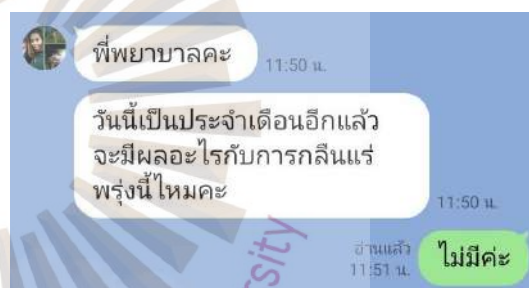 พี่พยาบาลคะ
11:50 น.
วันนี้เป็นประจำเดือนอีกแล้ว
จะมีผลอะไรกับการกลืนแร่
พรุ่งนี้ไหมคะ
11:50 น.
อ่านแล้ว
11:51 น.
ไม่มีค่ะ
sity